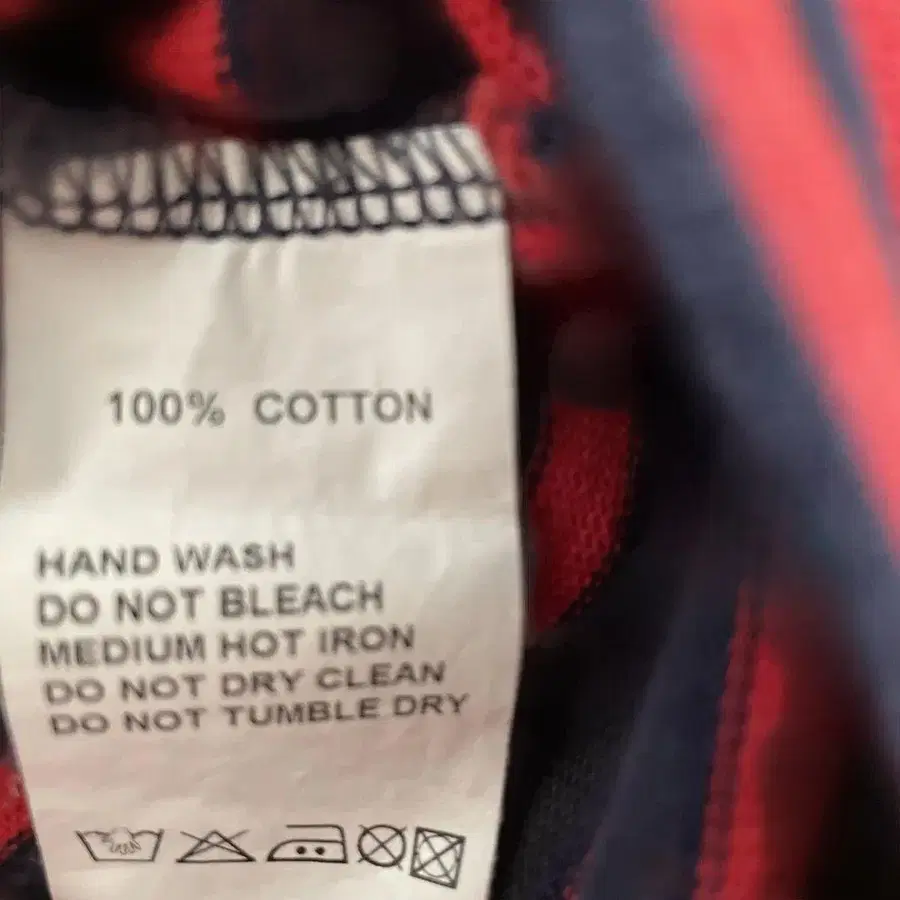 100% COTTON
HAND WASH
DO NOT BLEACH
MEDIUM HOT IRON
DO NOT DRY CLEAN
DO NOT TUMBLE DRY